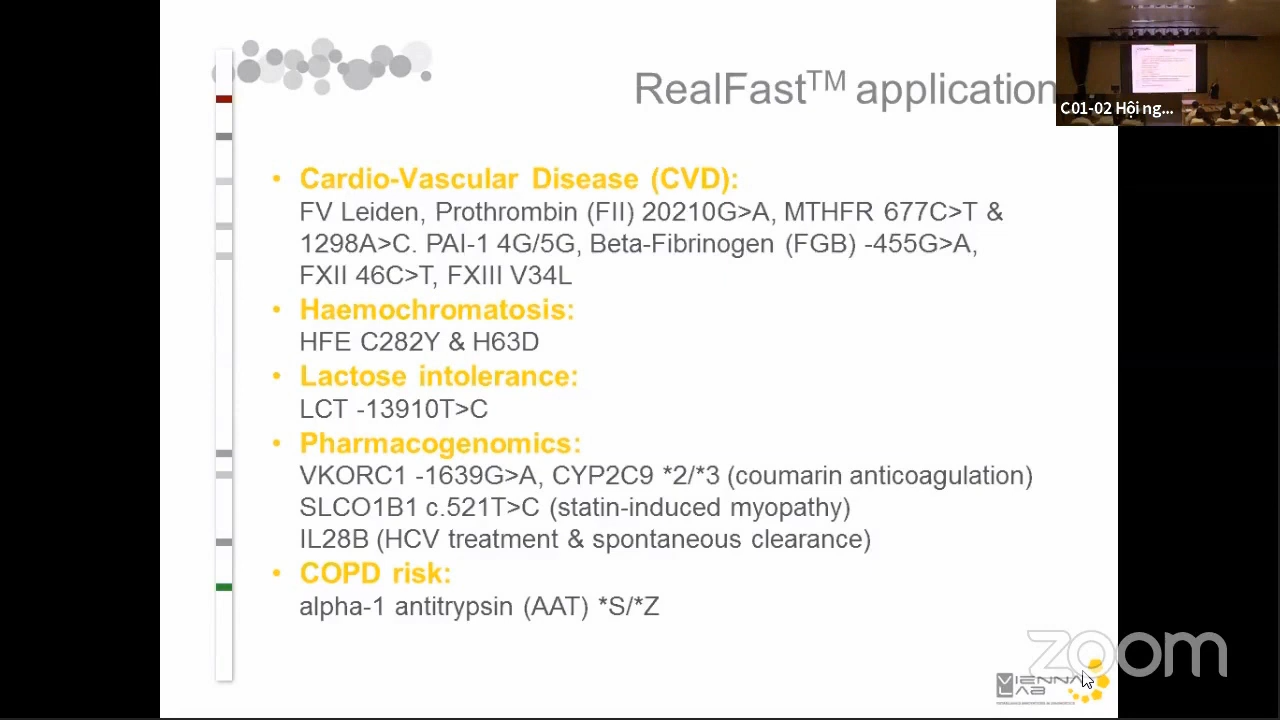 RealFast™ application
C01-02 Hội ng...
• Cardio-Vascular Disease (CVD):
FV Leiden, Prothrombin (FII) 20210G>A, MTHFR 677C>T &
1298A>C. PAI-1 4G/5G, Beta-Fibrinogen (FGB) -455G>A,
FXII 46C>T, FXIII V34L
• Haemochromatosis:
HFE C282Y & H63D
• Lactose intolerance:
LCT -13910T>C
• Pharmacogenomics:
VKORC1 -1639G>A, CYP2C9 *2/*3 (coumarin anticoagulation)
SLCO1B1 c.521T>C (statin-induced myopathy)
IL28B (HCV treatment & spontaneous clearance)
• COPD risk:
alpha-1 antitrypsin (AAT) *S/*Z
zoom
VIENNA
LAB